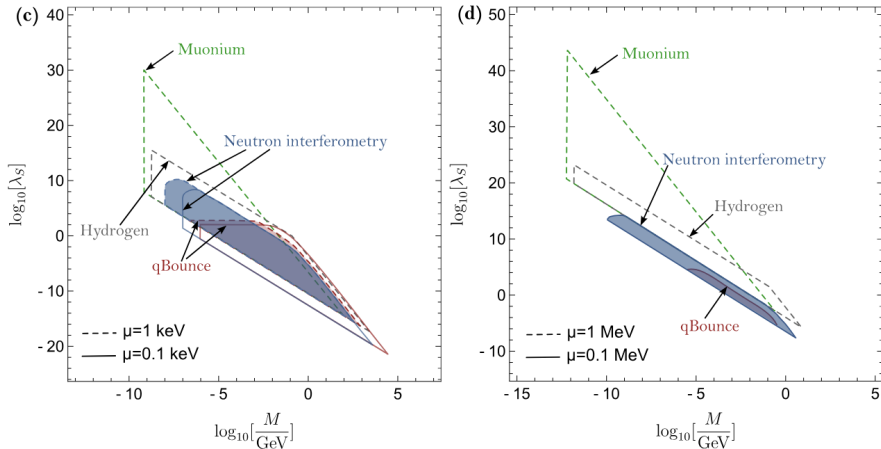 (c)
Muonium
Neutron interferometry
Hydrogen
qBounce
μ=1 keV
μ=0.1 keV
30
20
10
0
-10
-20
-10
-5
0
5
log₁₀[λS]
log₁₀[M/GeV]
(d)
Muonium
Neutron interferometry
Hydrogen
qBounce
μ=1 MeV
μ=0.1 MeV
50
40
30
20
10
0
-10
-15
-10
-5
0
5
log₁₀[λS]
log₁₀[M/GeV]